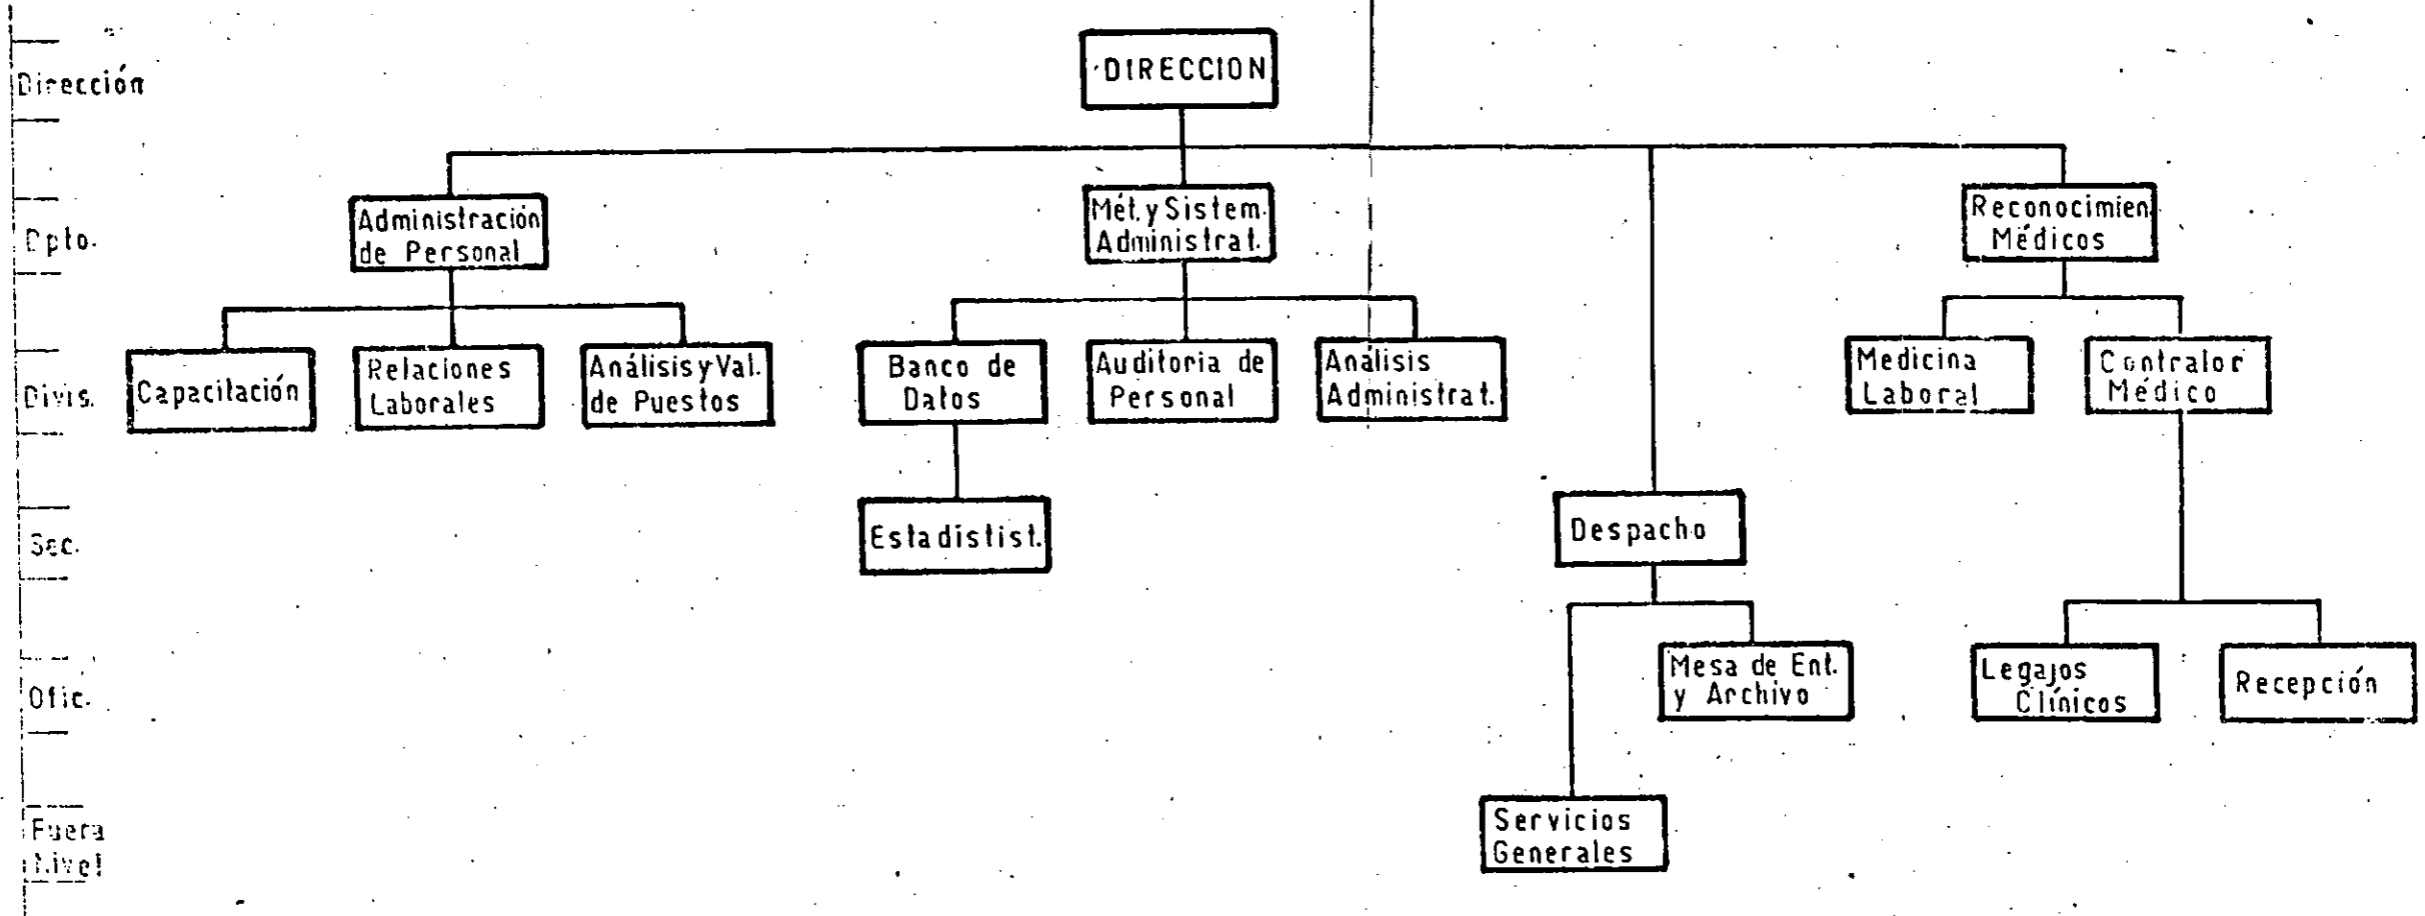 Dirección
DIRECCION
Dpto.
Administración
de Personal
Mét. y Sistem.
Administrat.
Reconocimien
Médicos
Divis.
Capacitación
Relaciones
Laborales
Análisis y Val.
de Puestos
Banco de
Datos
Auditoria de
Personal
Análisis
Administrat.
Medicina
Laboral
Contralor
Médico
Sec.
Estadistist.
Despacho
Ofic.
Mesa de Ent.
y Archivo
Legajos
Clínicos
Recepción
Fuera
Nivel
Servicios
Generales